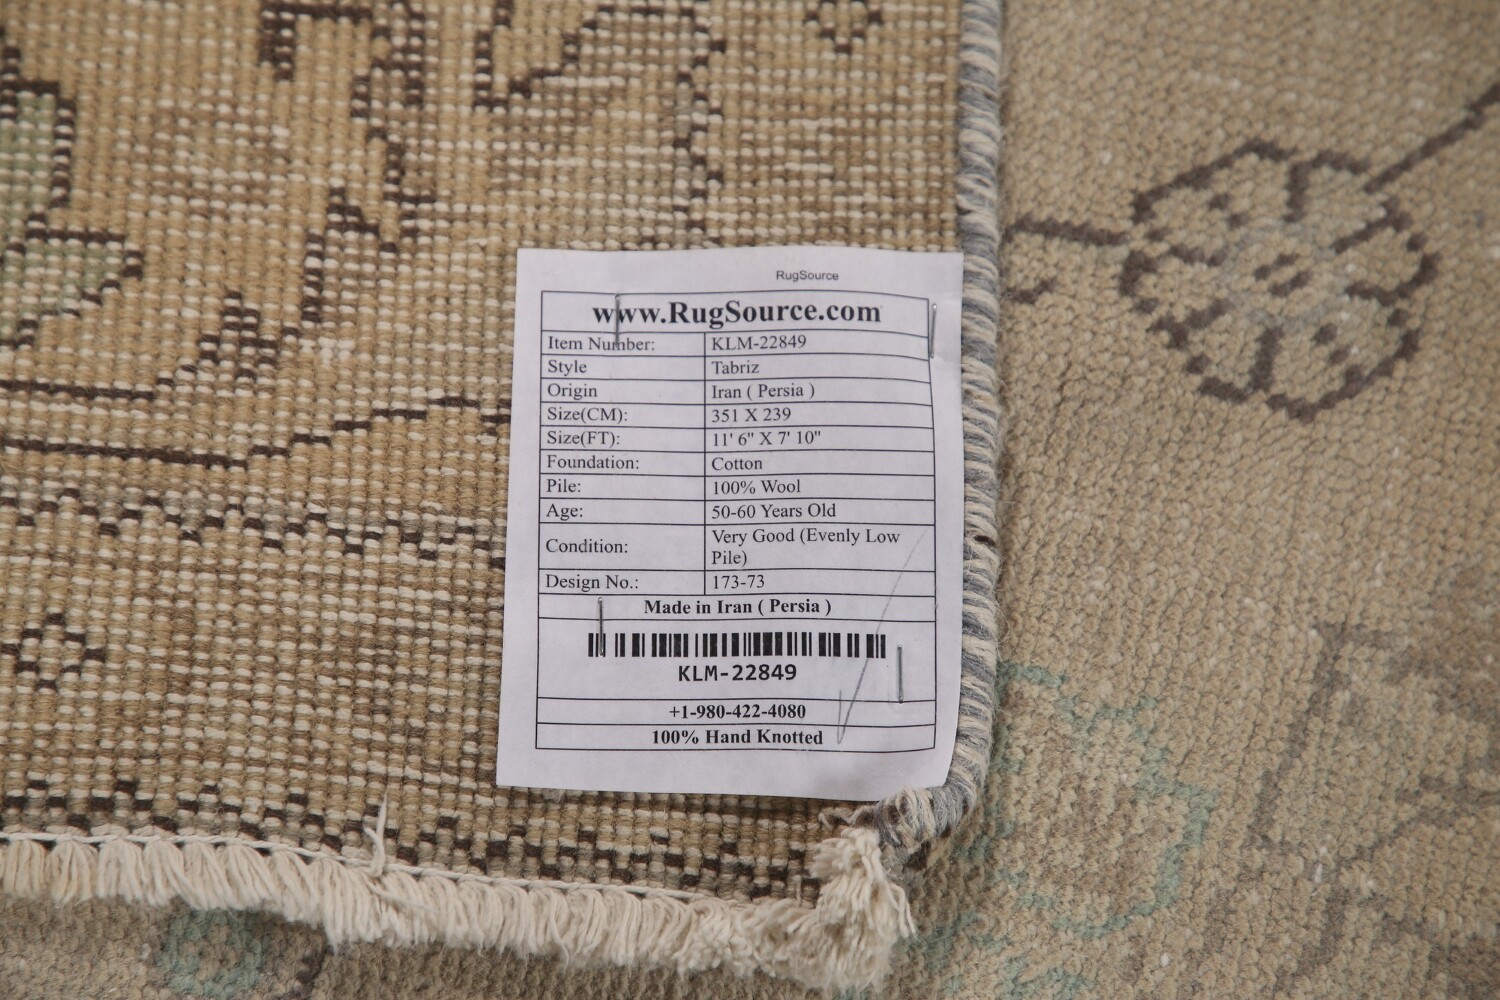 RugSource
www.RugSource.com
Item Number: KLM-22849
Style Tabriz
Origin Iran ( Persia )
Size(CM): 351 X 239
Size(FT): 11' 6" X 7' 10"
Foundation: Cotton
Pile: 100% Wool
Age: 50-60 Years Old
Condition: Very Good (Evenly Low
Pile)
Design No.: 173-73
Made in Iran ( Persia )
KLM-22849
+1-980-422-4080
100% Hand Knotted